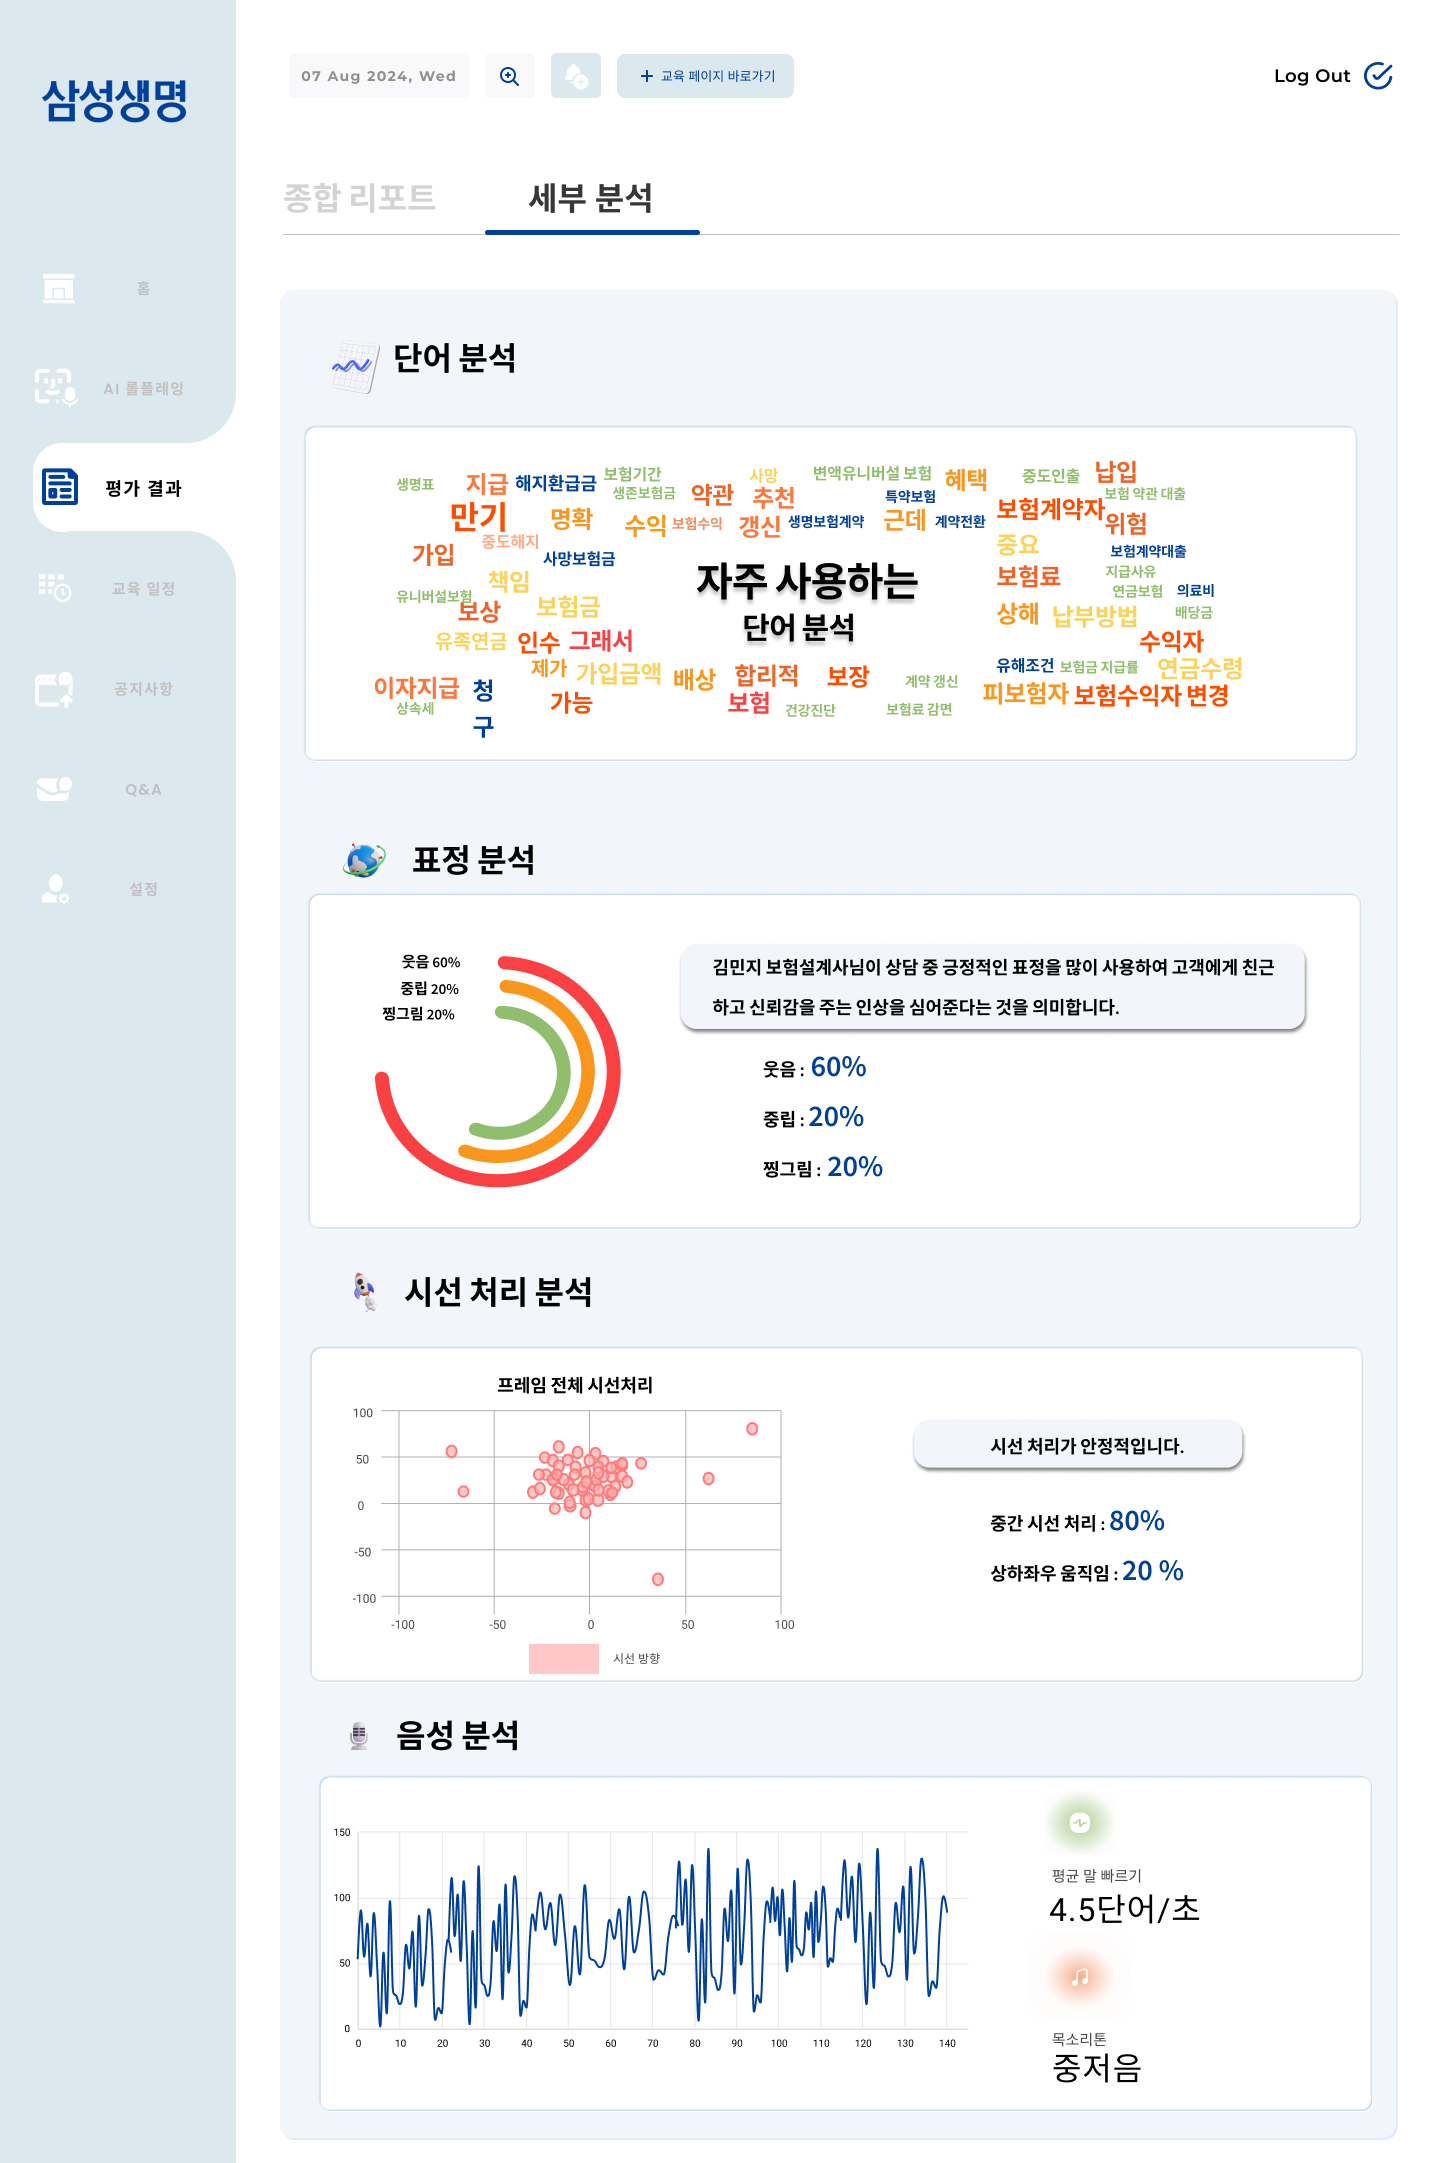 삼성생명
07 Aug 2024, Wed
교육 페이지 바로가기
Log Out
종합 리포트
세부 분석
홈
AI 롤플레잉
평가 결과
교육 일정
공지사항
Q&A
설정
단어 분석
생명표 지급 해지환급금 보험기간 생존보험금 약관 사망 추천 변액유니버설 보험 특약보험 혜택 중도인출 납입 보험 약관 대출
만기 명확 수익 보험수익 갱신 생명보험계약 근데 계약전환 보험계약자 위험
가입 중도해지 사망보험금 중요 보험계약대출
책임 보험료 지급사유
유니버설보험 보상 보험금 연금보험 의료비
자주 사용하는
단어 분석
상해 납부방법 배당금
유족연금 인수 그래서 수익자
제가 가입금액 배상 합리적 보장 유해조건 보험금 지급률 연금수령
이자지급 청 계약 갱신 피보험자 보험수익자 변경
상속세 구 가능 보험 건강진단 보험료 감면
표정 분석
웃음 60%
중립 20%
찡그림 20%
김민지 보험설계사님이 상담 중 긍정적인 표정을 많이 사용하여 고객에게 친근
하고 신뢰감을 주는 인상을 심어준다는 것을 의미합니다.
웃음 : 60%
중립 : 20%
찡그림 : 20%
시선 처리 분석
프레임 전체 시선처리
100
50
0
-50
-100
-100 -50 0 50 100
시선 방향
시선 처리가 안정적입니다.
중간 시선 처리 : 80%
상하좌우 움직임 : 20 %
음성 분석
150
100
50
0
0 10 20 30 40 50 60 70 80 90 100 110 120 130 140
평균 말 빠르기
4.5단어/초
목소리톤
중저음